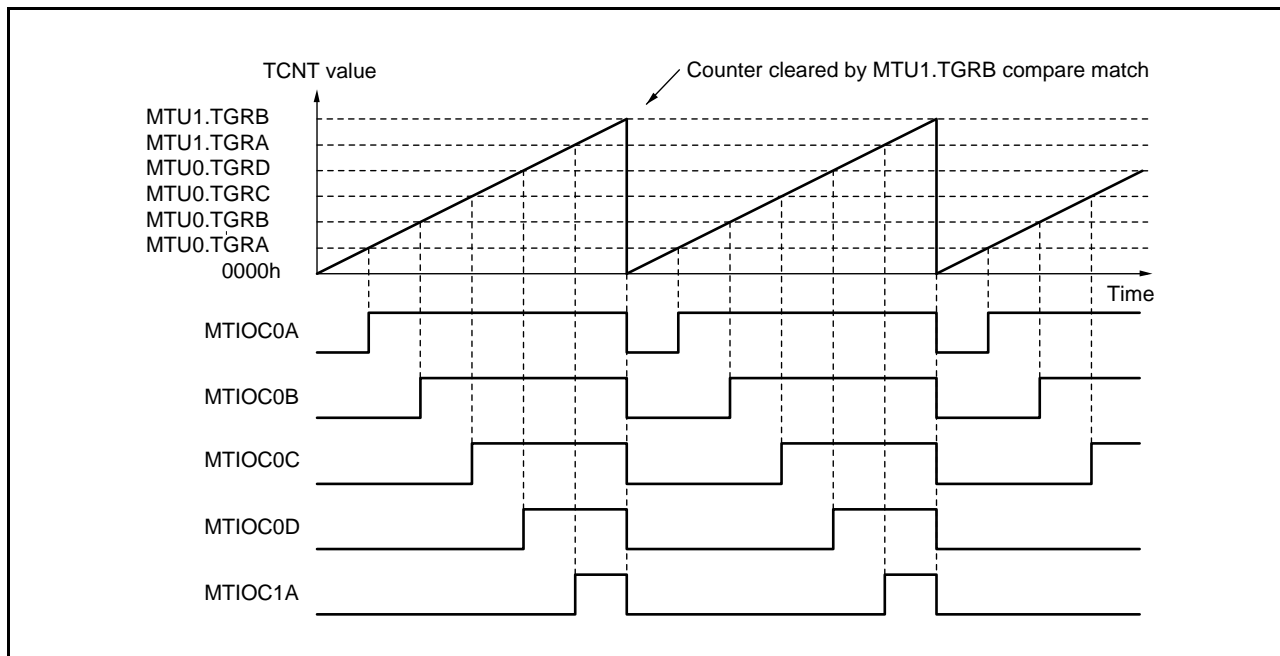 TCNT value
Counter cleared by MTU1.TGRB compare match
MTU1.TGRB
MTU1.TGRA
MTU0.TGRD
MTU0.TGRC
MTU0.TGRB
MTU0.TGRA
0000h
Time
MTIOC0A
MTIOC0B
MTIOC0C
MTIOC0D
MTIOC1A